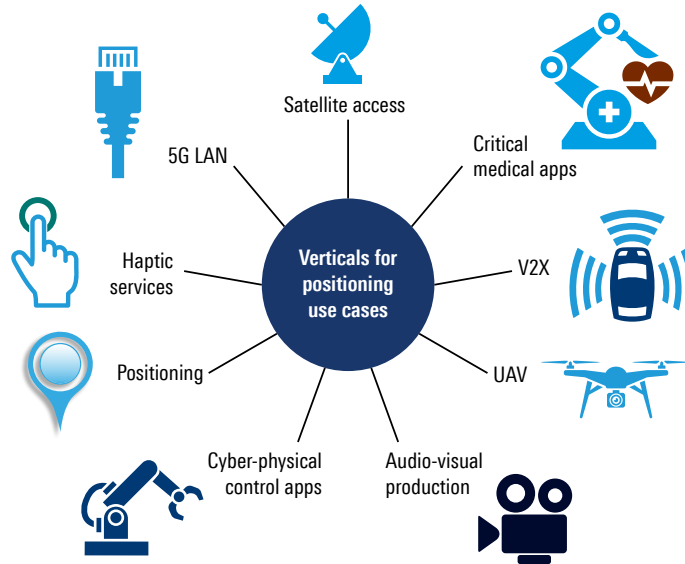 Satellite access
5G LAN
Critical
medical apps
Verticals for
positioning
use cases
Haptic
services
V2X
Positioning
UAV
Cyber-physical
control apps
Audio-visual
production